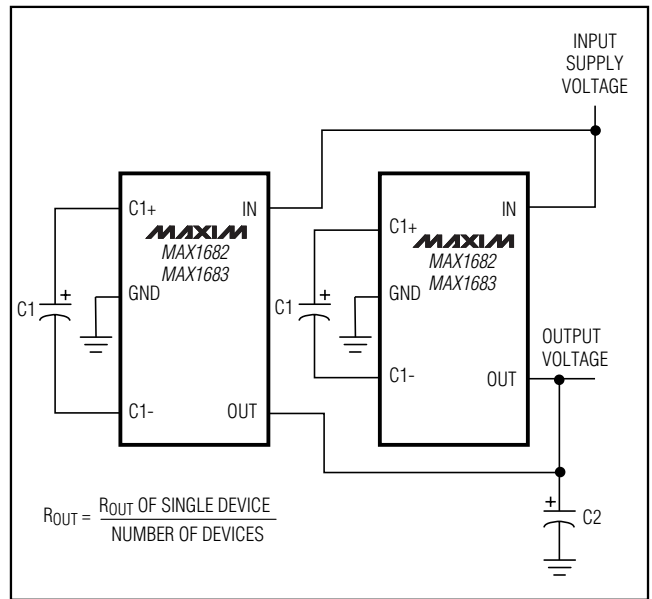 INPUT
SUPPLY
VOLTAGE
C1+
IN
MAXIM
MAX1682
MAX1683
GND
C1
+
C1-
OUT
C1+
IN
MAXIM
MAX1682
MAX1683
GND
C1
+
C1-
OUT
OUTPUT
VOLTAGE
+
C2
ROUT = ROUT OF SINGLE DEVICE
NUMBER OF DEVICES